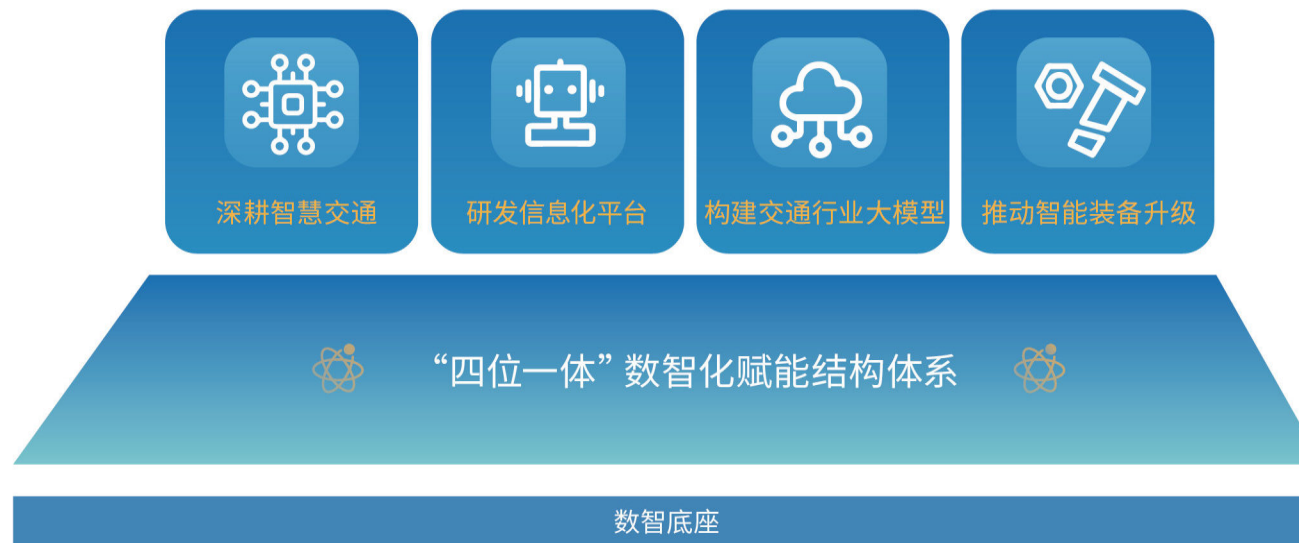 深耕智慧交通
研发信息化平台
构建交通行业大模型
推动智能装备升级
“四位一体”数智化赋能结构体系
数智底座